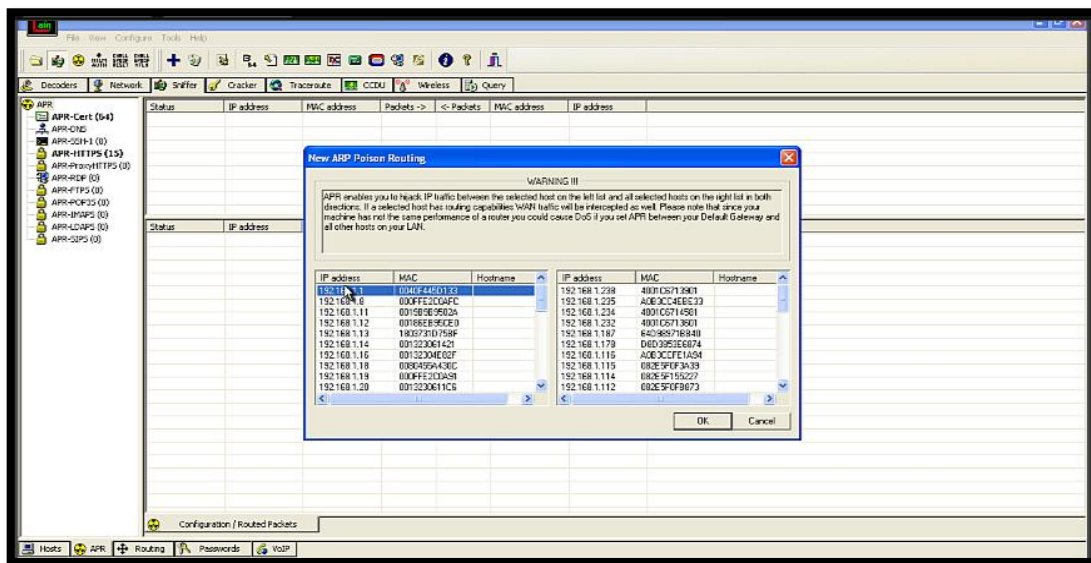 ain
File View Configure Tools Help
Decoders Network Sniffer Cracker Traceroute CCDU Wireless Query
APR
APR-Cert (64)
APR-DNS
APR-SSH-1 (0)
APR-HTTPS (15)
APR-ProxyHTTPS (0)
APR-RDP (0)
APR-FTPS (0)
APR-POP3S (0)
APR-IMAPS (0)
APR-LDAPS (0)
APR-SIPS (0)
Status IP address MAC address Packets -> <- Packets MAC address IP address
Status IP address
New ARP Poison Routing
WARNING !!!
APR enables you to hijack IP traffic between the selected host on the left list and all selected hosts on the right list in both
directions. If a selected host has routing capabilities WAN traffic will be intercepted as well. Please note that since your
machine has not the same performance of a router you could cause DoS if you set APR between your Default Gateway and
all other hosts on your LAN.
IP address MAC Hostname IP address MAC Hostname
0040F445D133 192.168.1.238 4001C6713901
000FFE2C0AFC 192.168.1.235 A0B3CC4EBE33
192.168.1.11 0019B9B9502A 192.168.1.234 4001C6714581
192.168.1.12 00186EB95CE0 192.168.1.232 4001C6713601
192.168.1.13 1803731D75BF 192.168.1.187
192.168.1.14 001323061421 192.168.1.178 D8D3853E6874
192.168.1.16 00132304E82F 192.168.1.116 A0B3CCFE1A94
192.168.1.18 0080455A430C 192.168.1.115 082E5F0F3A39
192.168.1.19 000FFE2C0A91 192.168.1.114 082E5F155227
192.168.1.20 0013230611C6 192.168.1.112 082E5F0FB873
OK Cancel
Configuration / Routed Packets
Hosts APR Routing Passwords VoIP